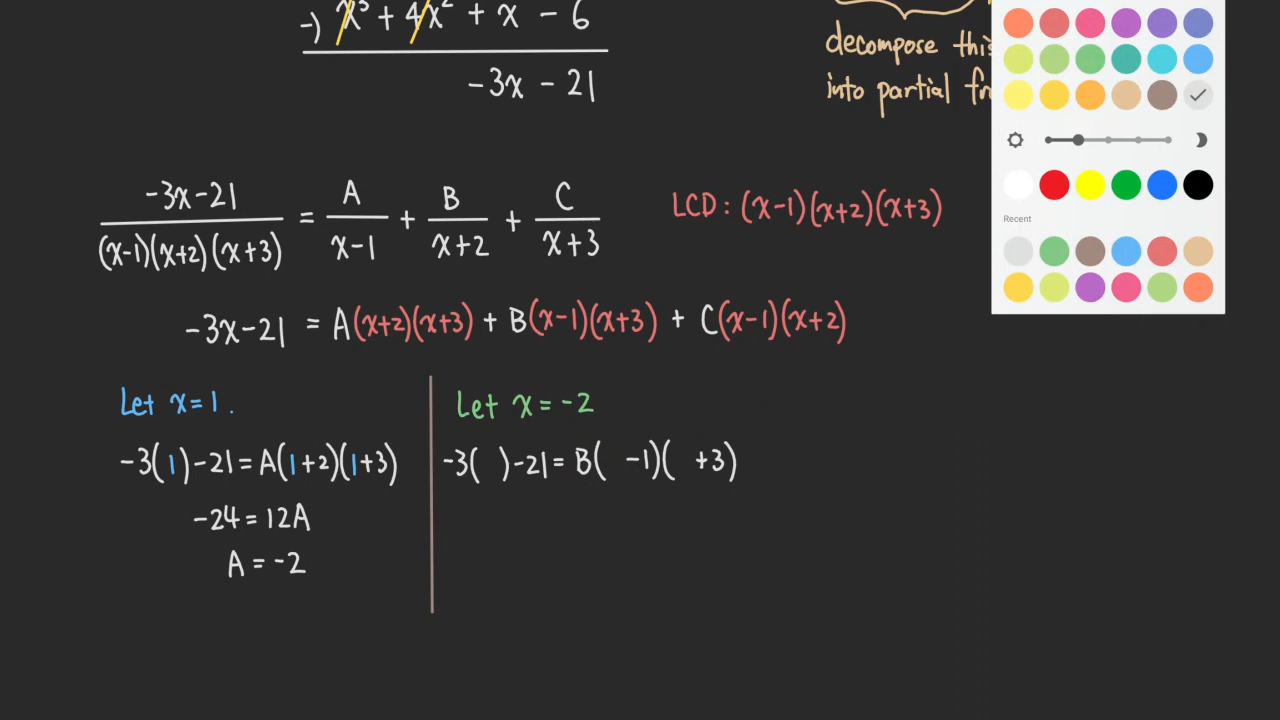 -) x³ + 4x² + x - 6
-3x - 21
decompose this
into partial
-3x-21 / (x-1)(x+2)(x+3) = A / x-1 + B / x+2 + C / x+3
LCD: (x-1)(x+2)(x+3)
-3x-21 = A(x+2)(x+3) + B(x-1)(x+3) + C(x-1)(x+2)
Let x=1.
-3(1)-21=A(1+2)(1+3)
-24=12A
A=-2
Let x=-2
-3( )-21= B( -1)( +3)
Recent